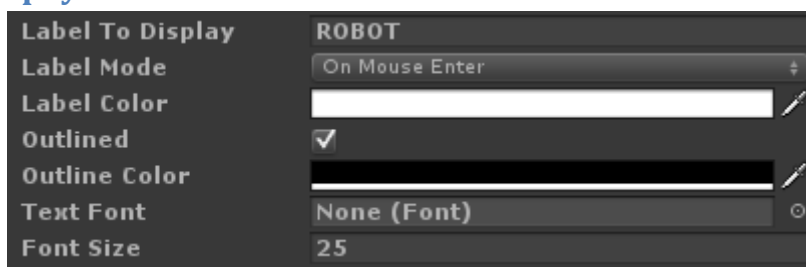 Label To Display ROBOT
Label Mode On Mouse Enter
Label Color
Outlined
Outline Color
Text Font None (Font)
Font Size 25